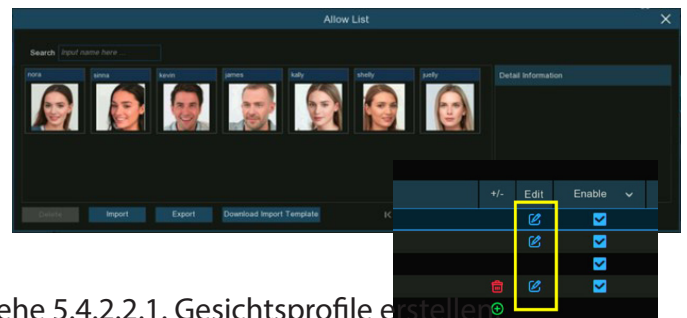 Allow List
Search Input name here ...
nora sinna kevin james kally shelly juelly Detail Information
+/- Edit Enable
Delete Import Export Download Import Template
ehe 5.4.2.2.1. Gesichtsprofile erstellen